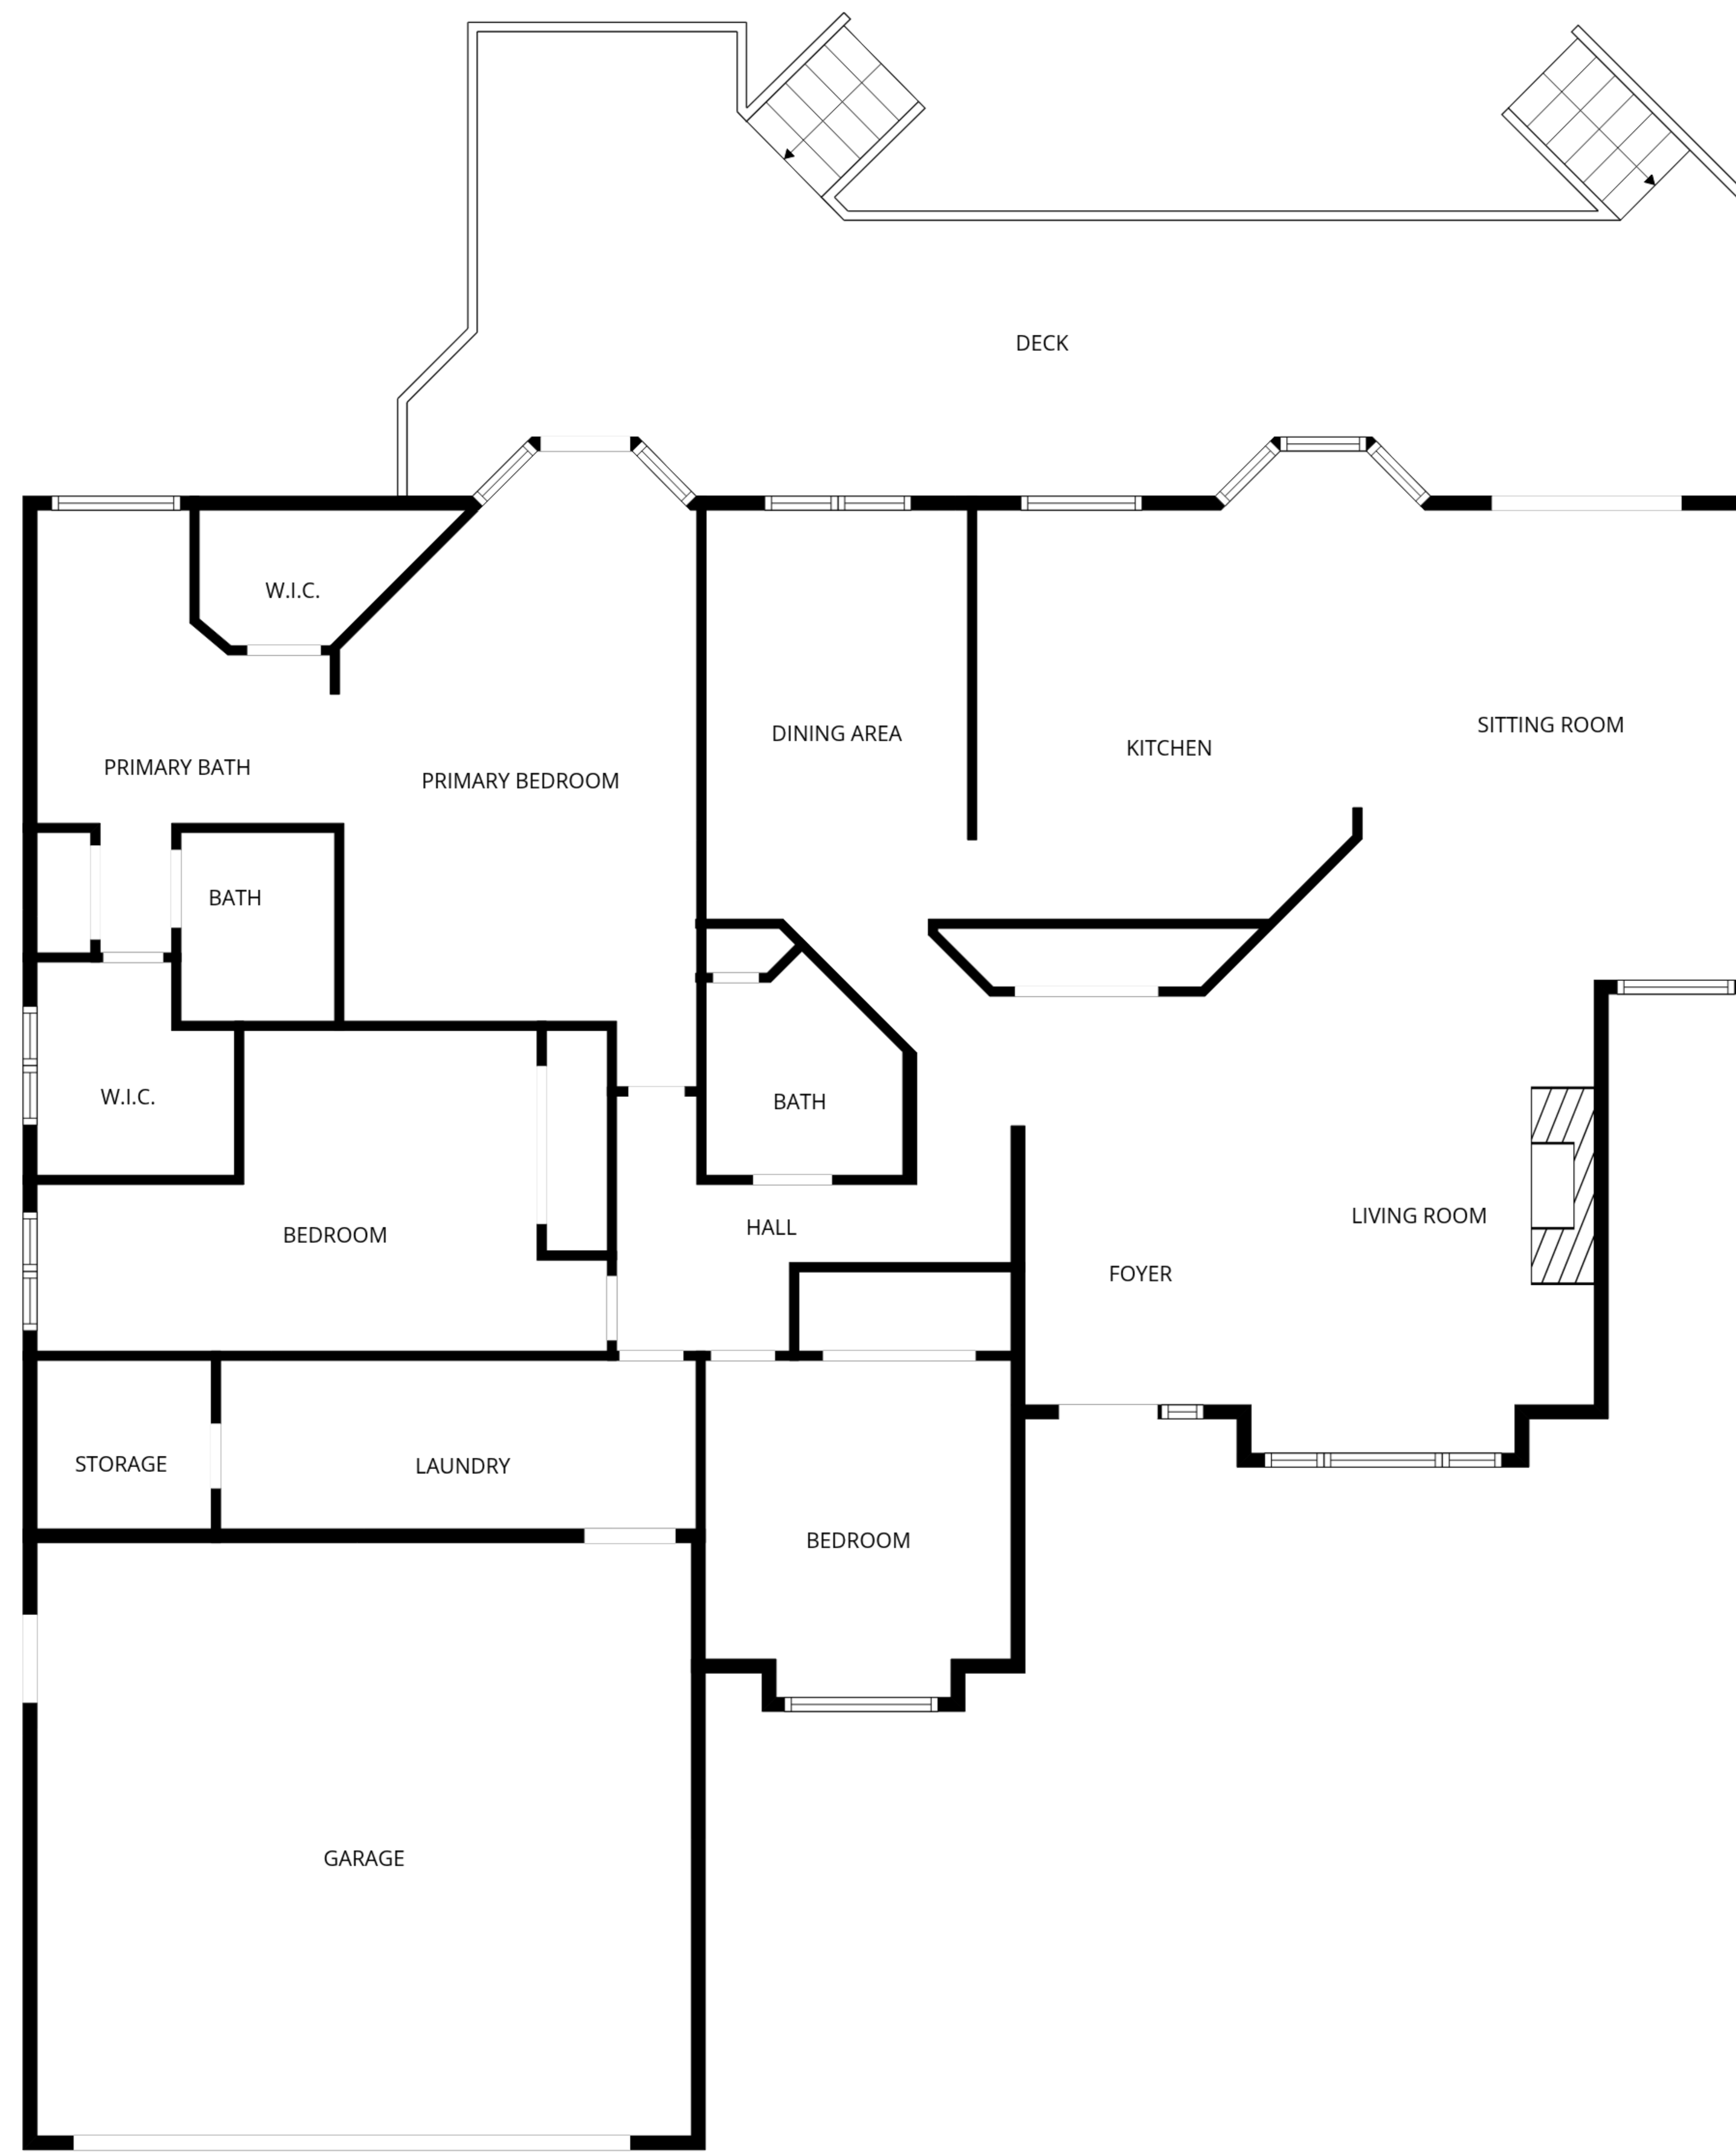 DECK
W.I.C.
SITTING ROOM
DINING AREA
KITCHEN
PRIMARY BATH
PRIMARY BEDROOM
BATH
W.I.C.
BATH
LIVING ROOM
HALL
BEDROOM
FOYER
STORAGE
LAUNDRY
BEDROOM
GARAGE